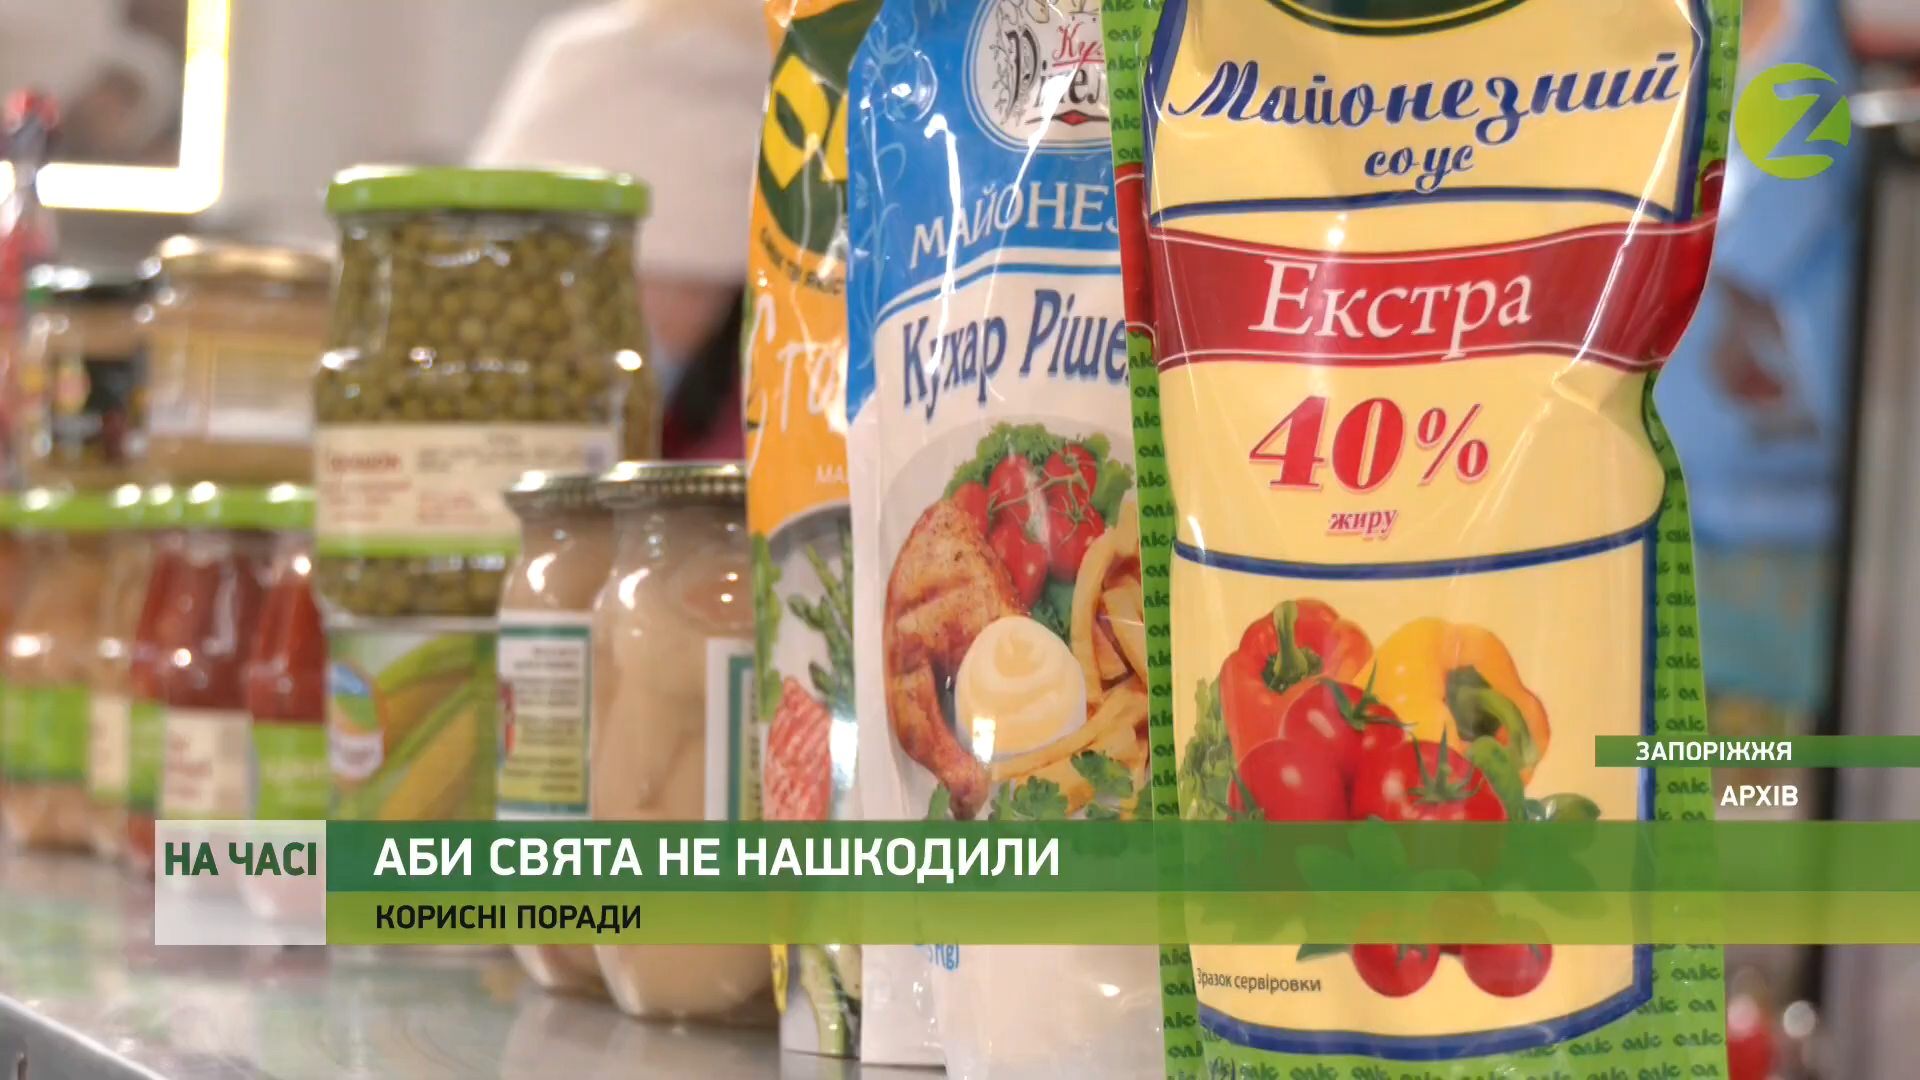 Майонезний
соус
Екстра
40%
жиру
Зразок сервіровки
оліс
МАЙОНЕЗ
Кухар Ріше
Z
ЗАПОРІЖЖЯ
АРХІВ
НА ЧАСІ
АБИ СВЯТА НЕ НАШКОДИЛИ
КОРИСНІ ПОРАДИ